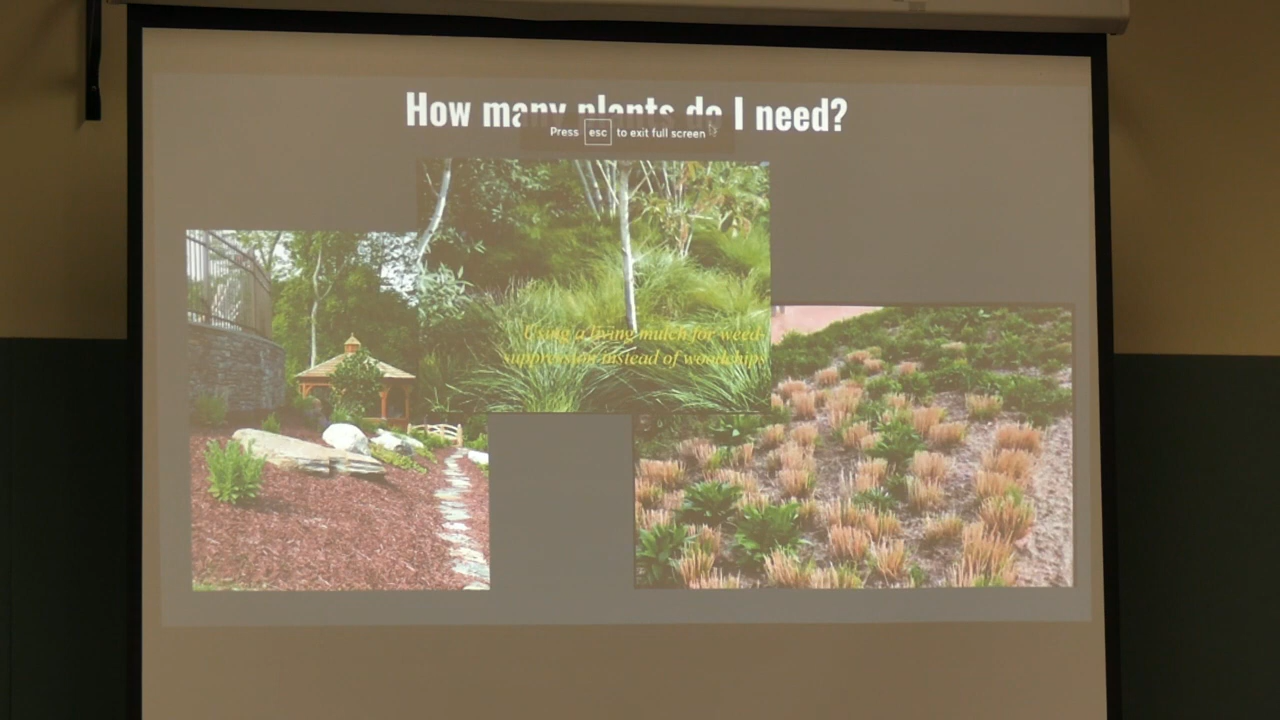 How many plants do I need?
Press esc to exit full screen
Using a living mulch for weed
suppression instead of woodchips